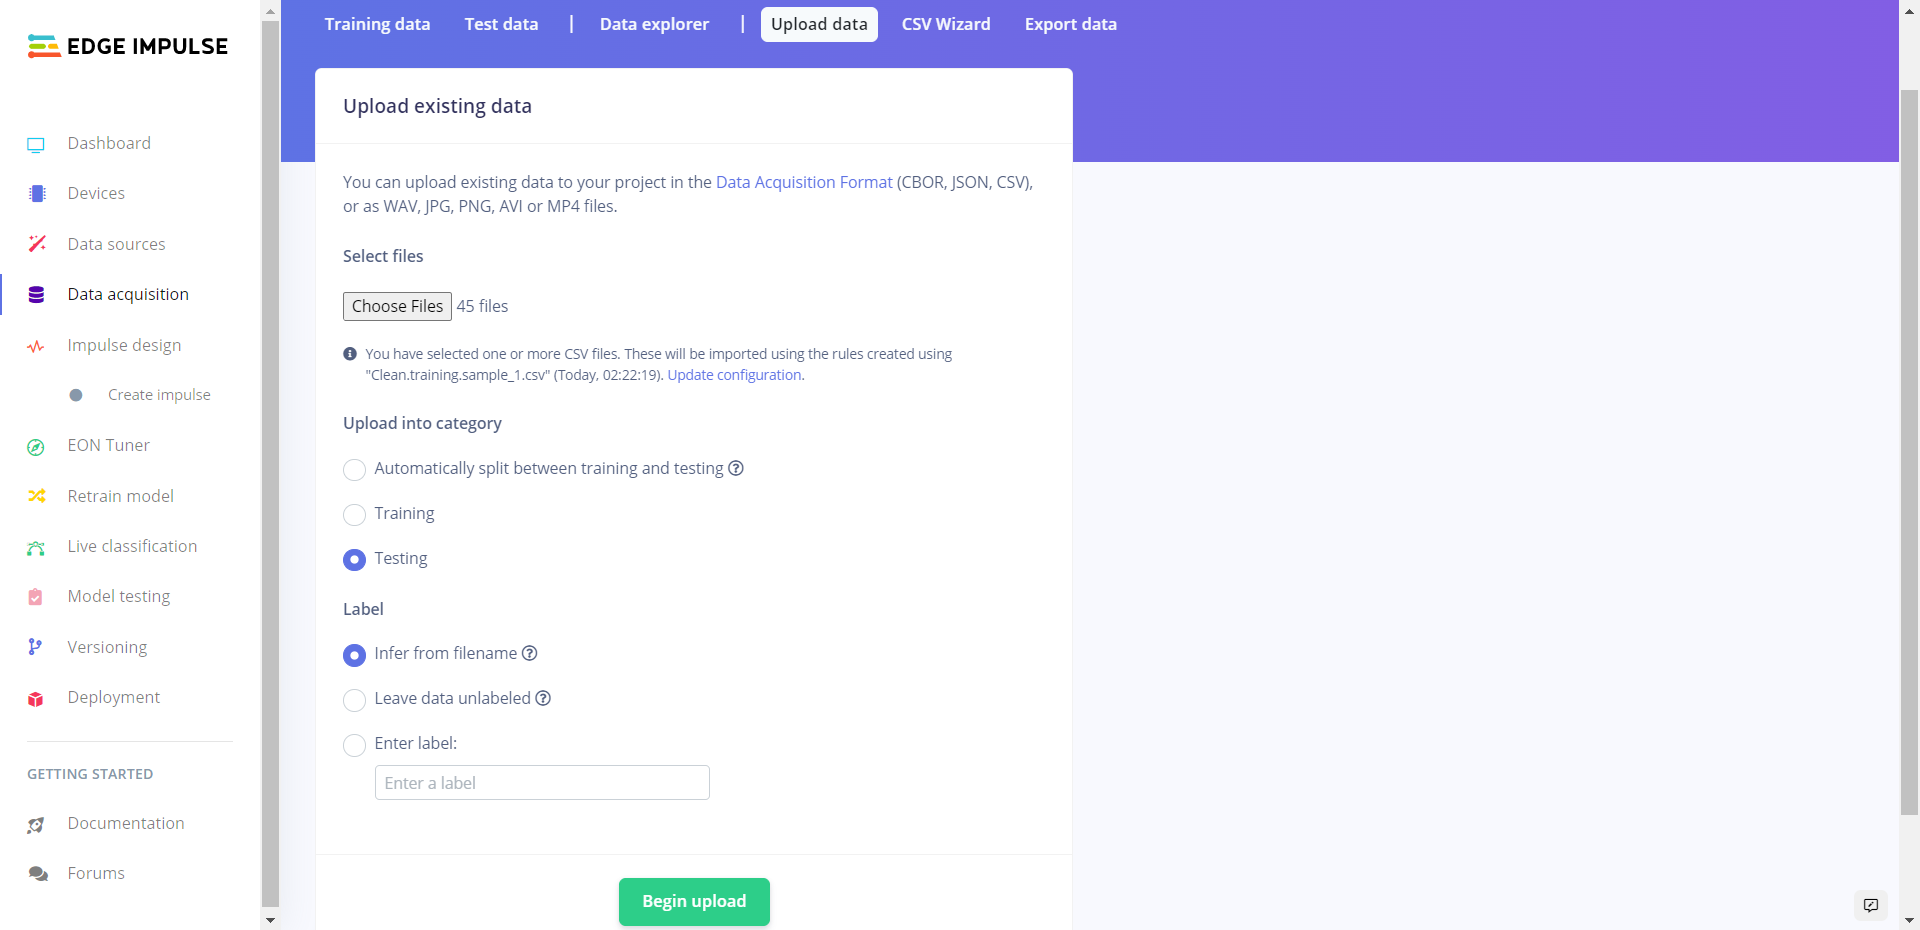 EDGE IMPULSE
Dashboard
Devices
Data sources
Data acquisition
Impulse design
Create impulse
EON Tuner
Retrain model
Live classification
Model testing
Versioning
Deployment
GETTING STARTED
Documentation
Forums
Training data Test data | Data explorer | Upload data CSV Wizard Export data
Upload existing data
You can upload existing data to your project in the Data Acquisition Format (CBOR, JSON, CSV),
or as WAV, JPG, PNG, AVI or MP4 files.
Select files
Choose Files 45 files
You have selected one or more CSV files. These will be imported using the rules created using
"Clean.training.sample_1.csv" (Today, 02:22:19). Update configuration.
Upload into category
Automatically split between training and testing ?
Training
Testing
Label
Infer from filename ?
Leave data unlabeled ?
Enter label:
Enter a label
Begin upload